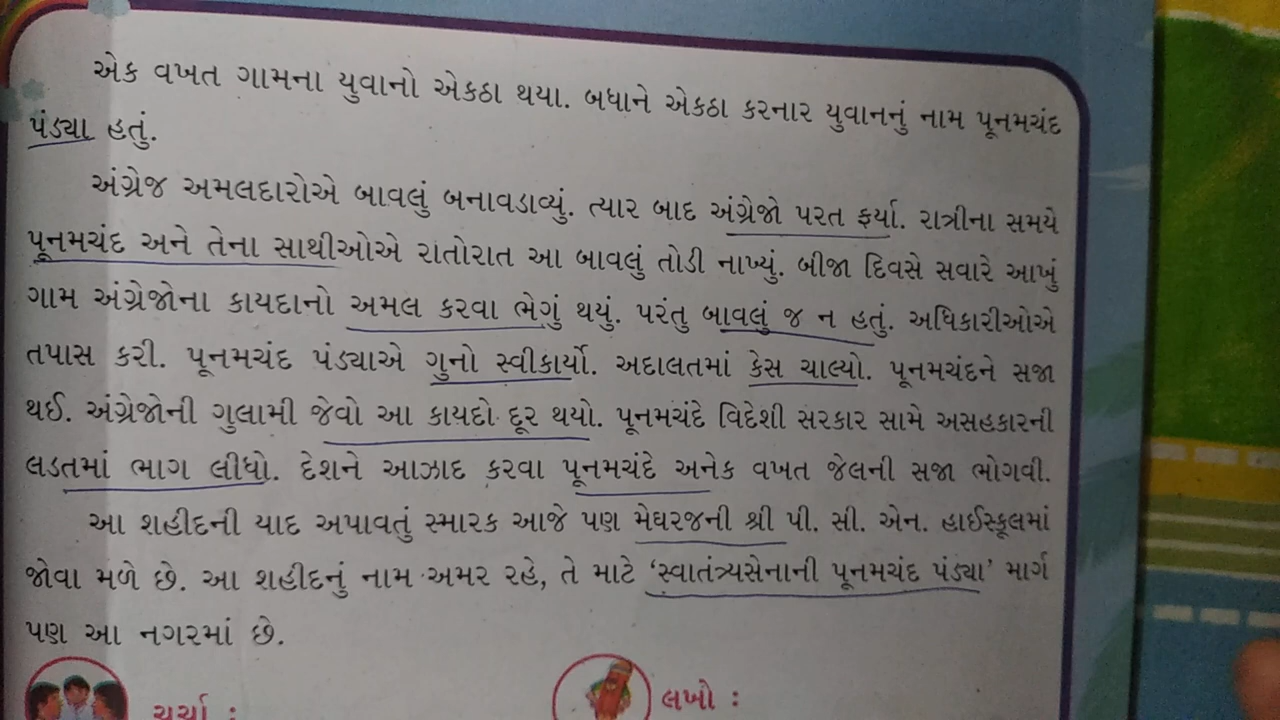 એક વખત ગામના યુવાનો એકઠા થયા. બધાને એકઠા કરનાર યુવાનનું નામ પૂનમચંદ
પંડ્યા હતું.
અંગ્રેજ અમલદારોએ બાવલું બનાવડાવ્યું. ત્યાર બાદ અંગ્રેજો પરત ફર્યા. રાત્રીના સમયે
પૂનમચંદ અને તેના સાથીઓએ રાતોરાત આ બાવલું તોડી નાખ્યું. બીજા દિવસે સવારે આખું
ગામ અંગ્રેજોના કાયદાનો અમલ કરવા ભેગું થયું. પરંતુ બાવલું જ ન હતું. અધિકારીઓએ
તપાસ કરી. પૂનમચંદ પંડ્યાએ ગુનો સ્વીકાર્યો. અદાલતમાં કેસ ચાલ્યો. પૂનમચંદને સજા
થઈ. અંગ્રેજોની ગુલામી જેવો આ કાયદો દૂર થયો. પૂનમચંદે વિદેશી સરકાર સામે અસહકારની
લડતમાં ભાગ લીધો. દેશને આઝાદ કરવા પૂનમચંદે અનેક વખત જેલની સજા ભોગવી.
આ શહીદની યાદ અપાવતું સ્મારક આજે પણ મેઘરજની શ્રી પી. સી. એન. હાઈસ્કૂલમાં
જોવા મળે છે. આ શહીદનું નામ અમર રહે, તે માટે ‘સ્વાતંત્ર્યસેનાની પૂનમચંદ પંડ્યા’ માર્ગ
પણ આ નગરમાં છે.
ચર્ચા :
લખો :